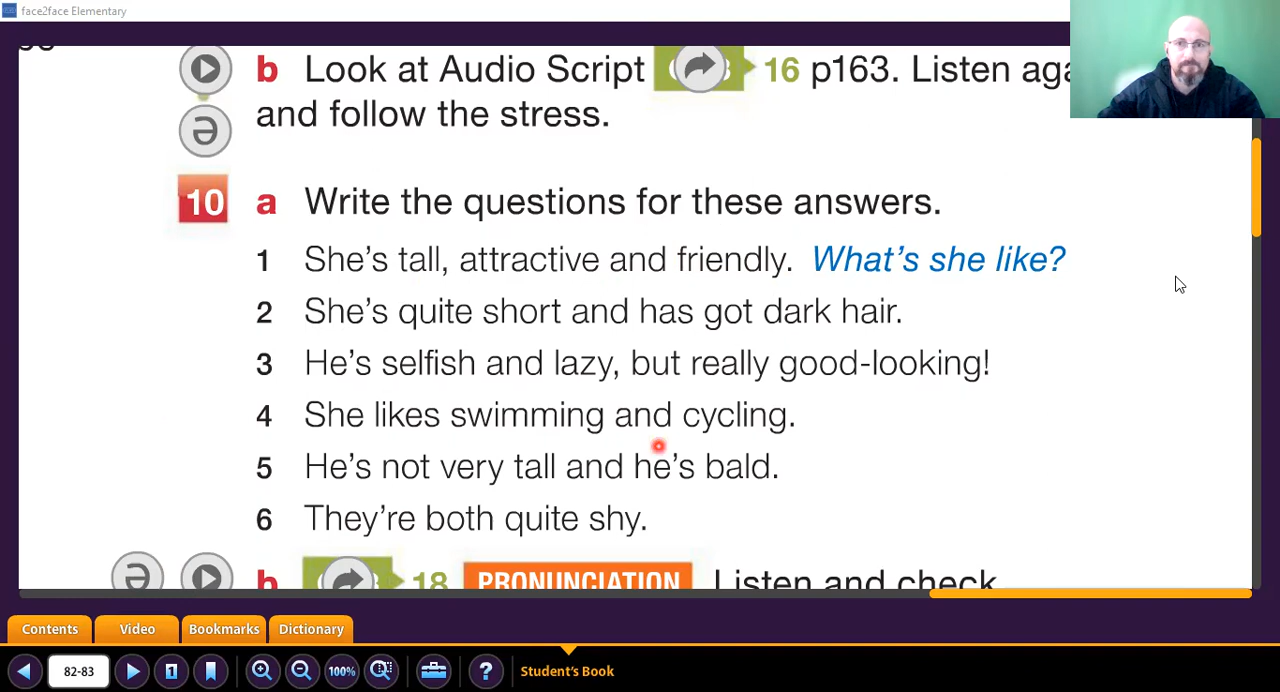 face2face Elementary
b Look at Audio Script 16 p163. Listen aga
and follow the stress.
ə
10 a Write the questions for these answers.
1 She's tall, attractive and friendly. What's she like?
2 She's quite short and has got dark hair.
3 He's selfish and lazy, but really good-looking!
4 She likes swimming and cycling.
5 He's not very tall and he's bald.
6 They're both quite shy.
ə b 18 PRONUNCIATION Listen and check
Contents Video Bookmarks Dictionary
82-83 1 100% ? Student's Book